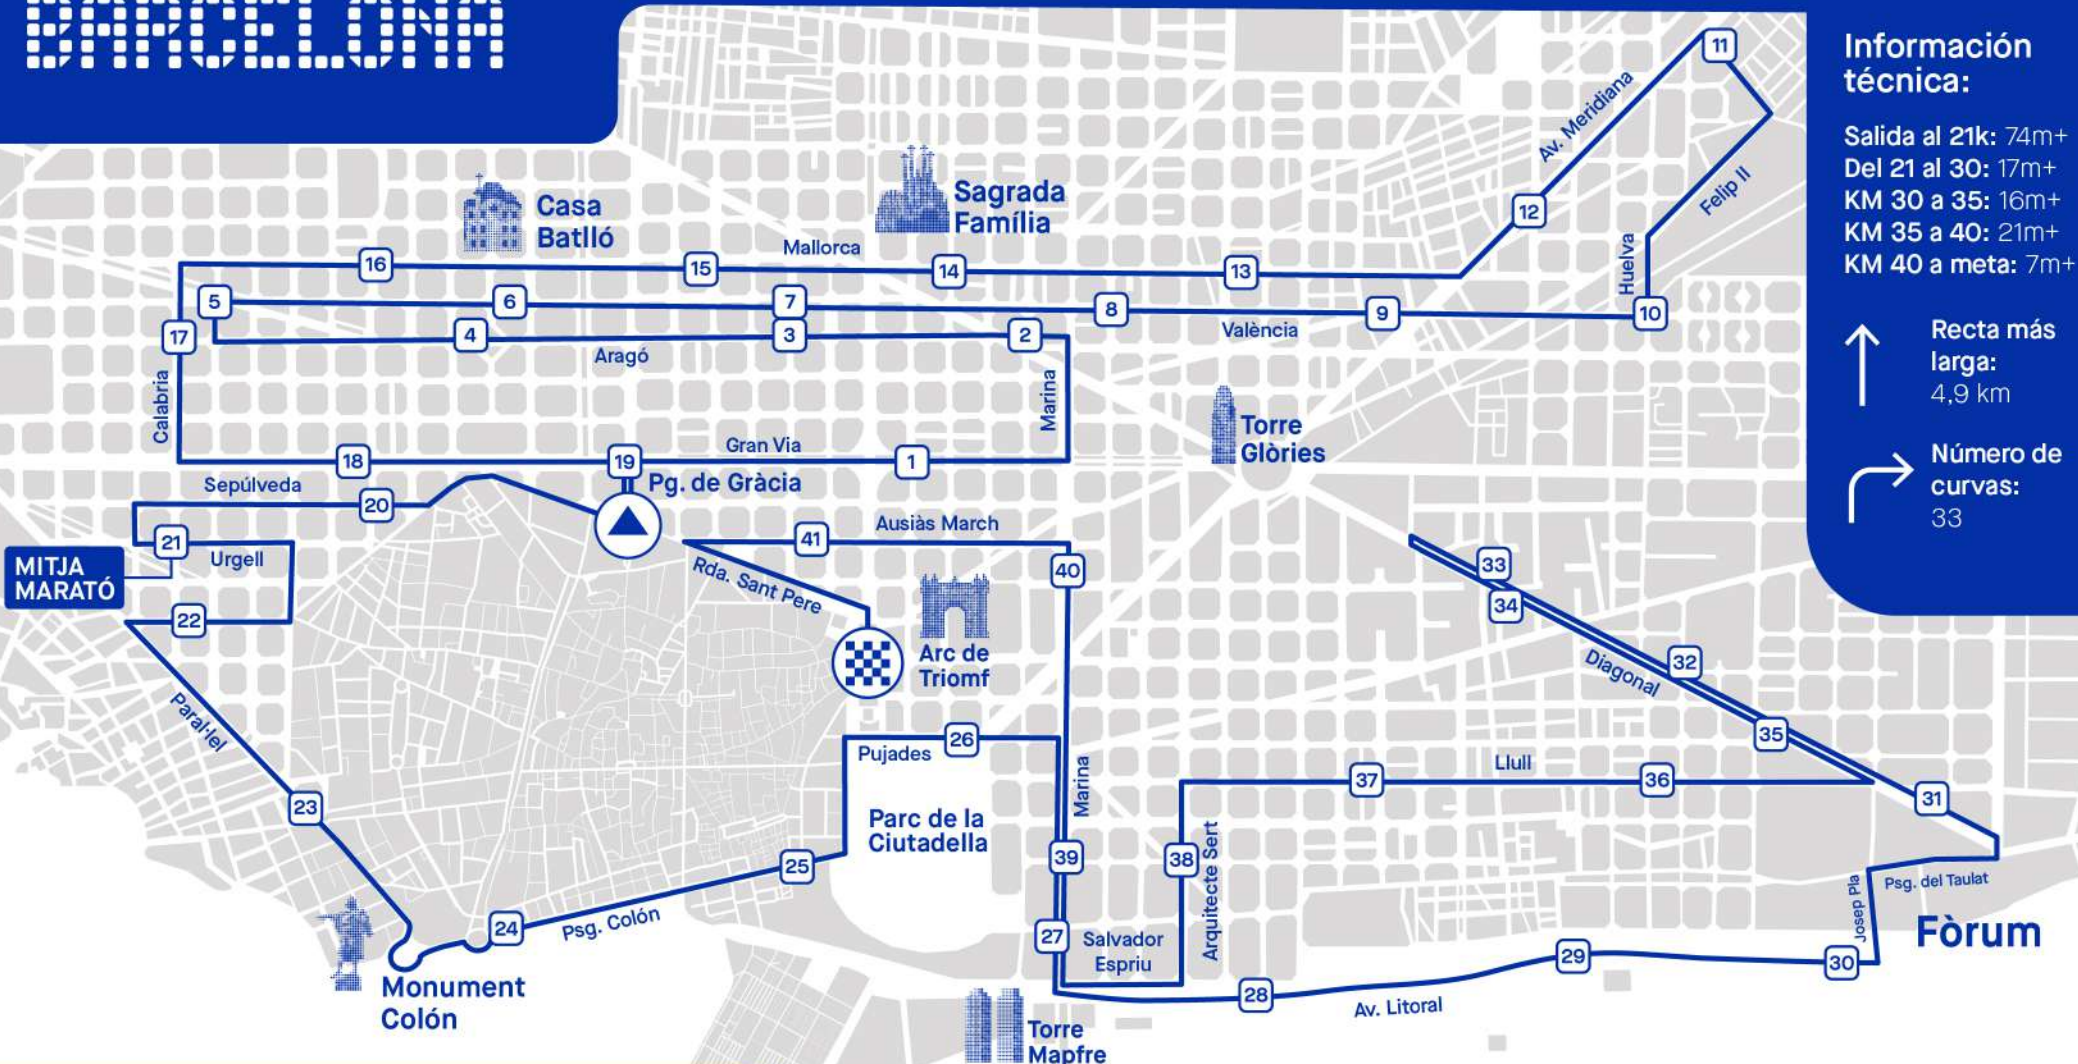 BARCELONA
Información
técnica:
Salida al 21k: 74m+
Del 21 al 30: 17m+
KM 30 a 35: 16m+
KM 35 a 40: 21m+
KM 40 a meta: 7m+
Recta más
larga:
4,9 km
Número de
curvas:
33
11
Av. Meridiana
12
Felip II
Huelva
Casa
Batlló
Sagrada
Família
Mallorca
16
15
14
13
5
6
7
8
9
10
València
17
4
3
2
Aragó
Calabria
Marina
Torre
Glòries
Gran Via
18
19
1
Pg. de Gràcia
Sepúlveda
20
Ausiàs March
21
Urgell
41
40
MITJA
MARATÓ
Rda. Sant Pere
22
33
34
Arc de
Triomf
32
Diagonal
35
Paral·lel
Pujades
26
Marina
Llull
37
36
31
23
Parc de la
Ciutadella
25
39
38
Arquitecte Sert
Psg. del Taulat
Josep Pla
Fòrum
24
Psg. Colón
27
Salvador
Espriu
29
30
28
Av. Litoral
Monument
Colón
Torre
Mapfre